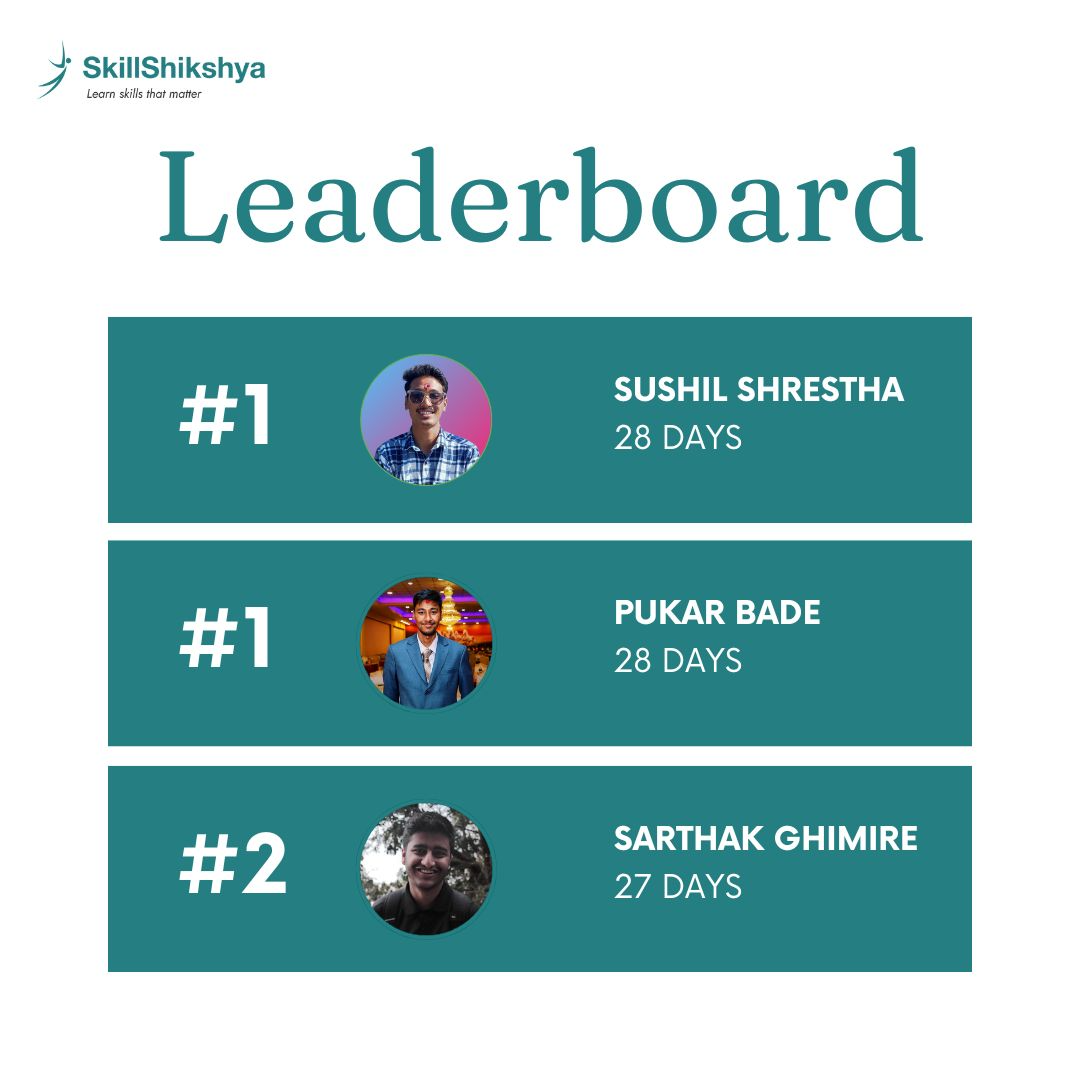 SkillShikshya
Learn skills that matter
Leaderboard
#1
SUSHIL SHRESTHA
28 DAYS
#1
PUKAR BADE
28 DAYS
#2
SARTHAK GHIMIRE
27 DAYS